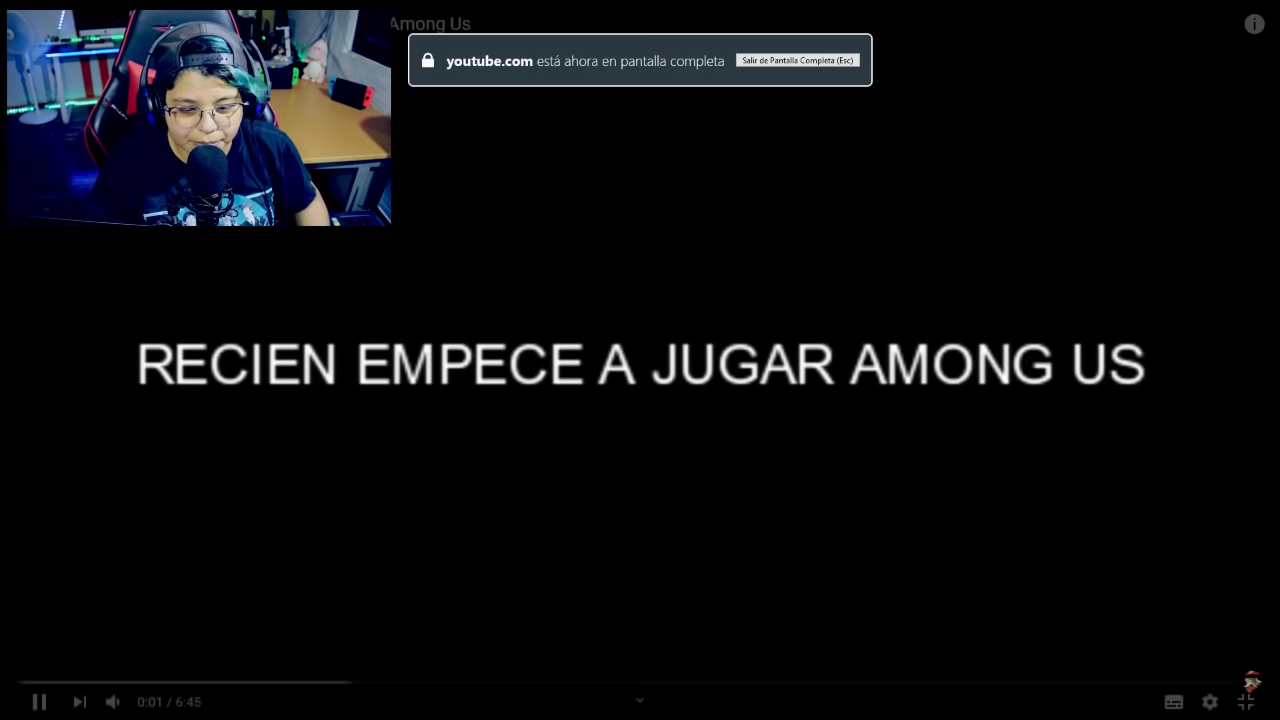 Among Us
youtube.com está ahora en pantalla completa
Salir de Pantalla Completa (Esc)
RECIEN EMPECE A JUGAR AMONG US
0:01 / 6:45